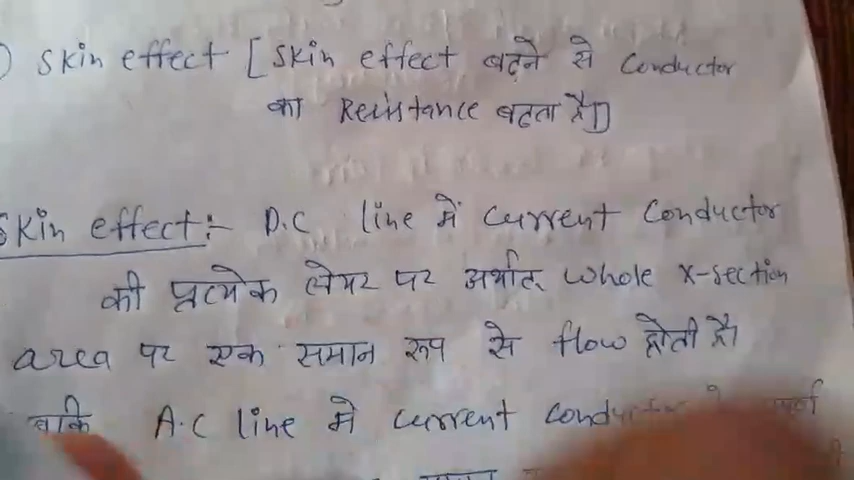 ) Skin effect [ Skin effect बढ़ने से Conductor
का Resistance बढ़ता है।]
Skin effect :- D.C line में Current Conductor
की प्रत्येक लेयर पर अर्थात् whole x-section
area पर एक समान रूप से flow होती है।
A.C line मे current